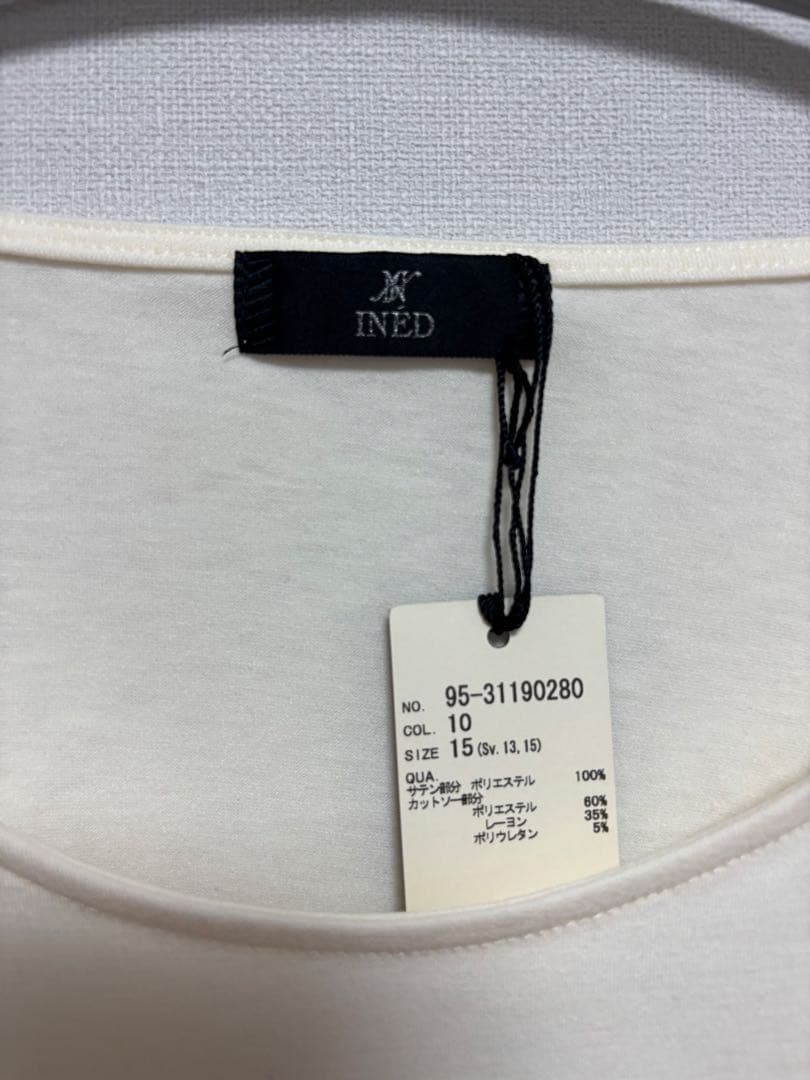 INÉD
NO. 95-31190280
COL. 10
SIZE 15 (Sv. 13, 15)
QUA.
サテン部分 ポリエステル 100%
カットソー部分
ポリエステル 60%
レーヨン 35%
ポリウレタン 5%